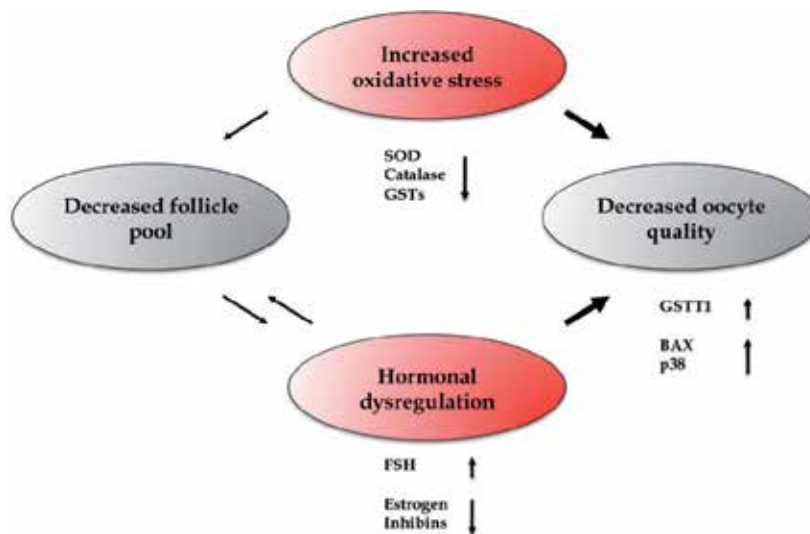 Increased
oxidative stress
SOD
Catalase
GSTs
Decreased follicle
pool
Decreased oocyte
quality
GSTT1
BAX
p38
Hormonal
dysregulation
FSH
Estrogen
Inhibins